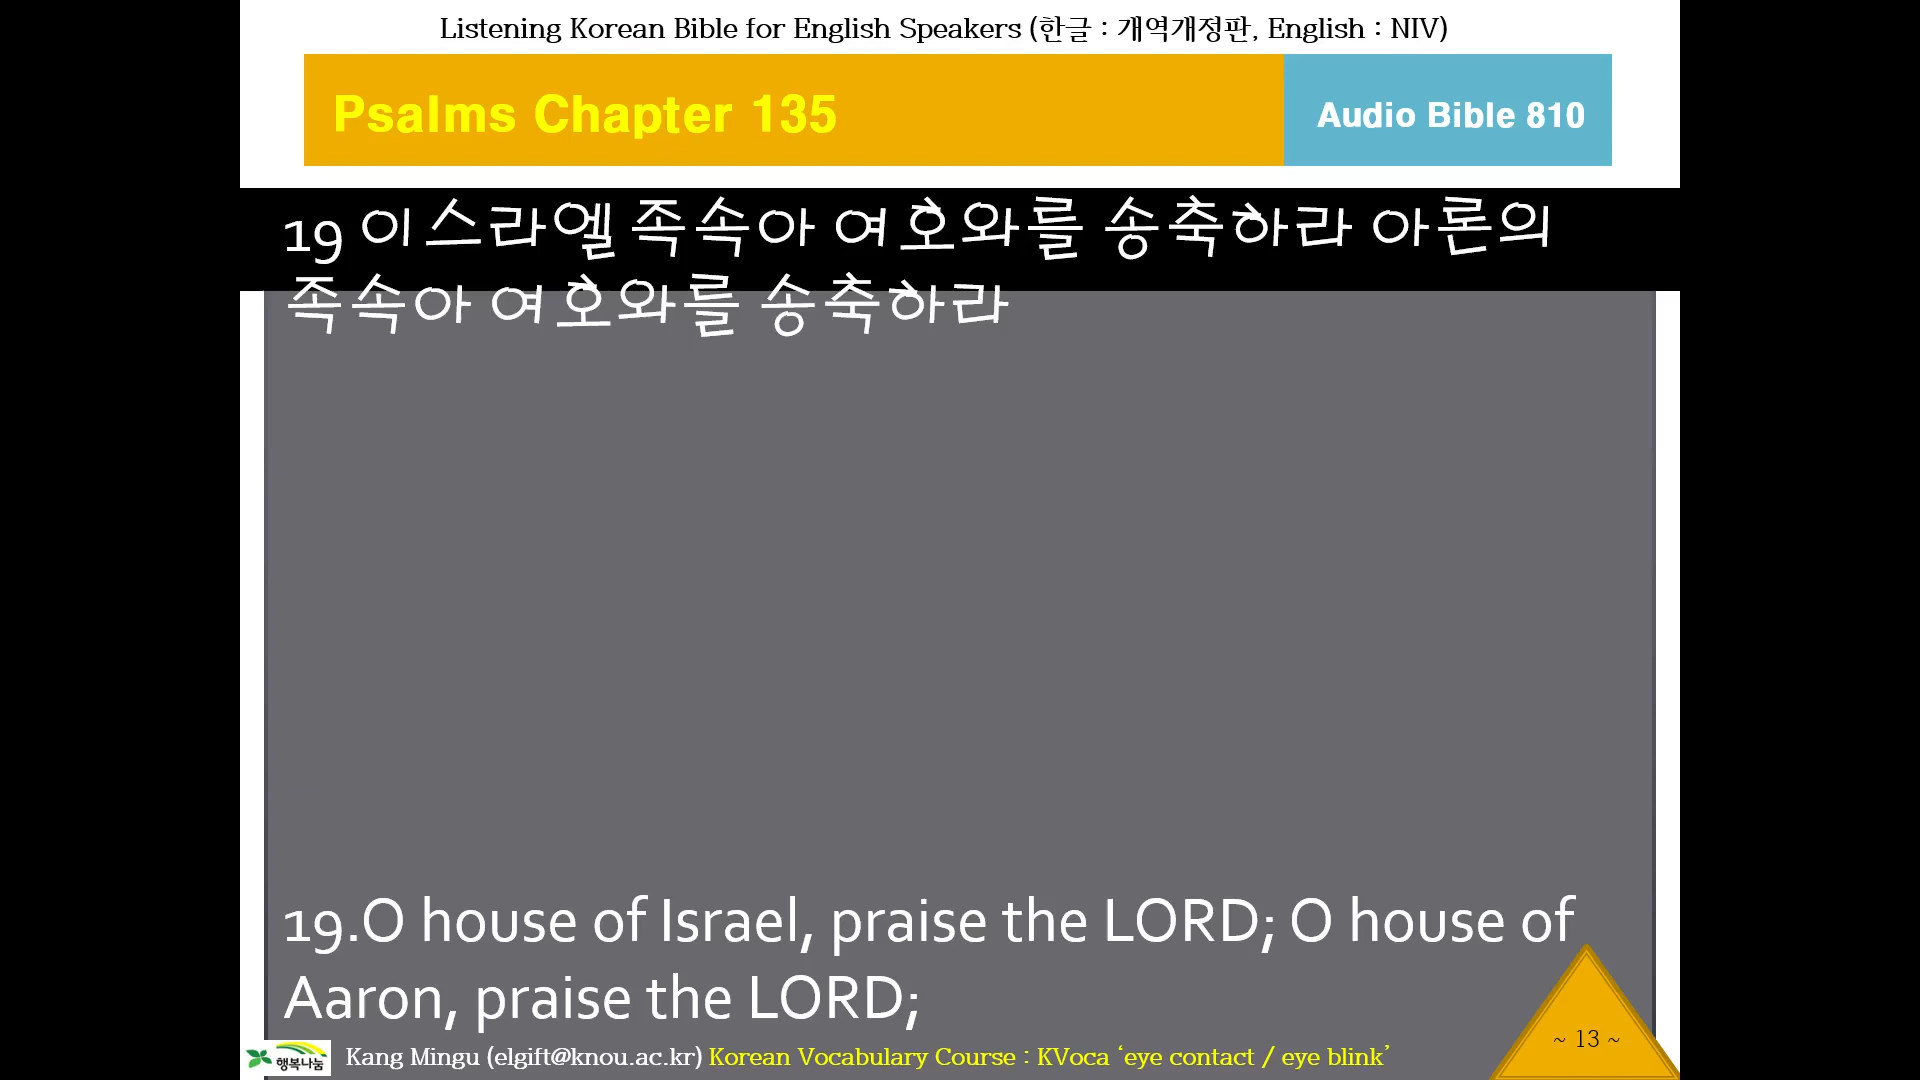 Listening Korean Bible for English Speakers (한글 : 개역개정판, English : NIV)
Psalms Chapter 135
Audio Bible 810
19 이스라엘 족속아 여호와를 송축하라 아론의
족속아 여호와를 송축하라
19.O house of Israel, praise the LORD; O house of
Aaron, praise the LORD;
~ 13 ~
행복나눔
Kang Mingu (elgift@knou.ac.kr) Korean Vocabulary Course : KVoca ‘eye contact / eye blink’